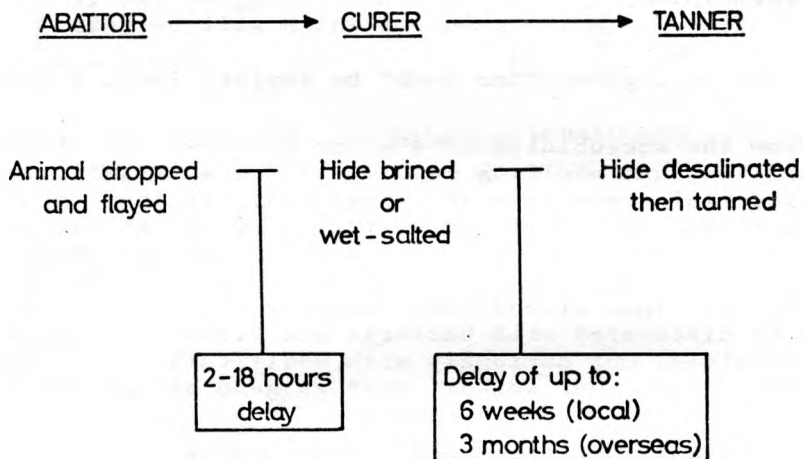 ABATTOIR CURER TANNER
Animal dropped and flayed
Hide brined or wet-salted
Hide desalinated then tanned
2-18 hours delay
Delay of up to:
6 weeks (local)
3 months (overseas)